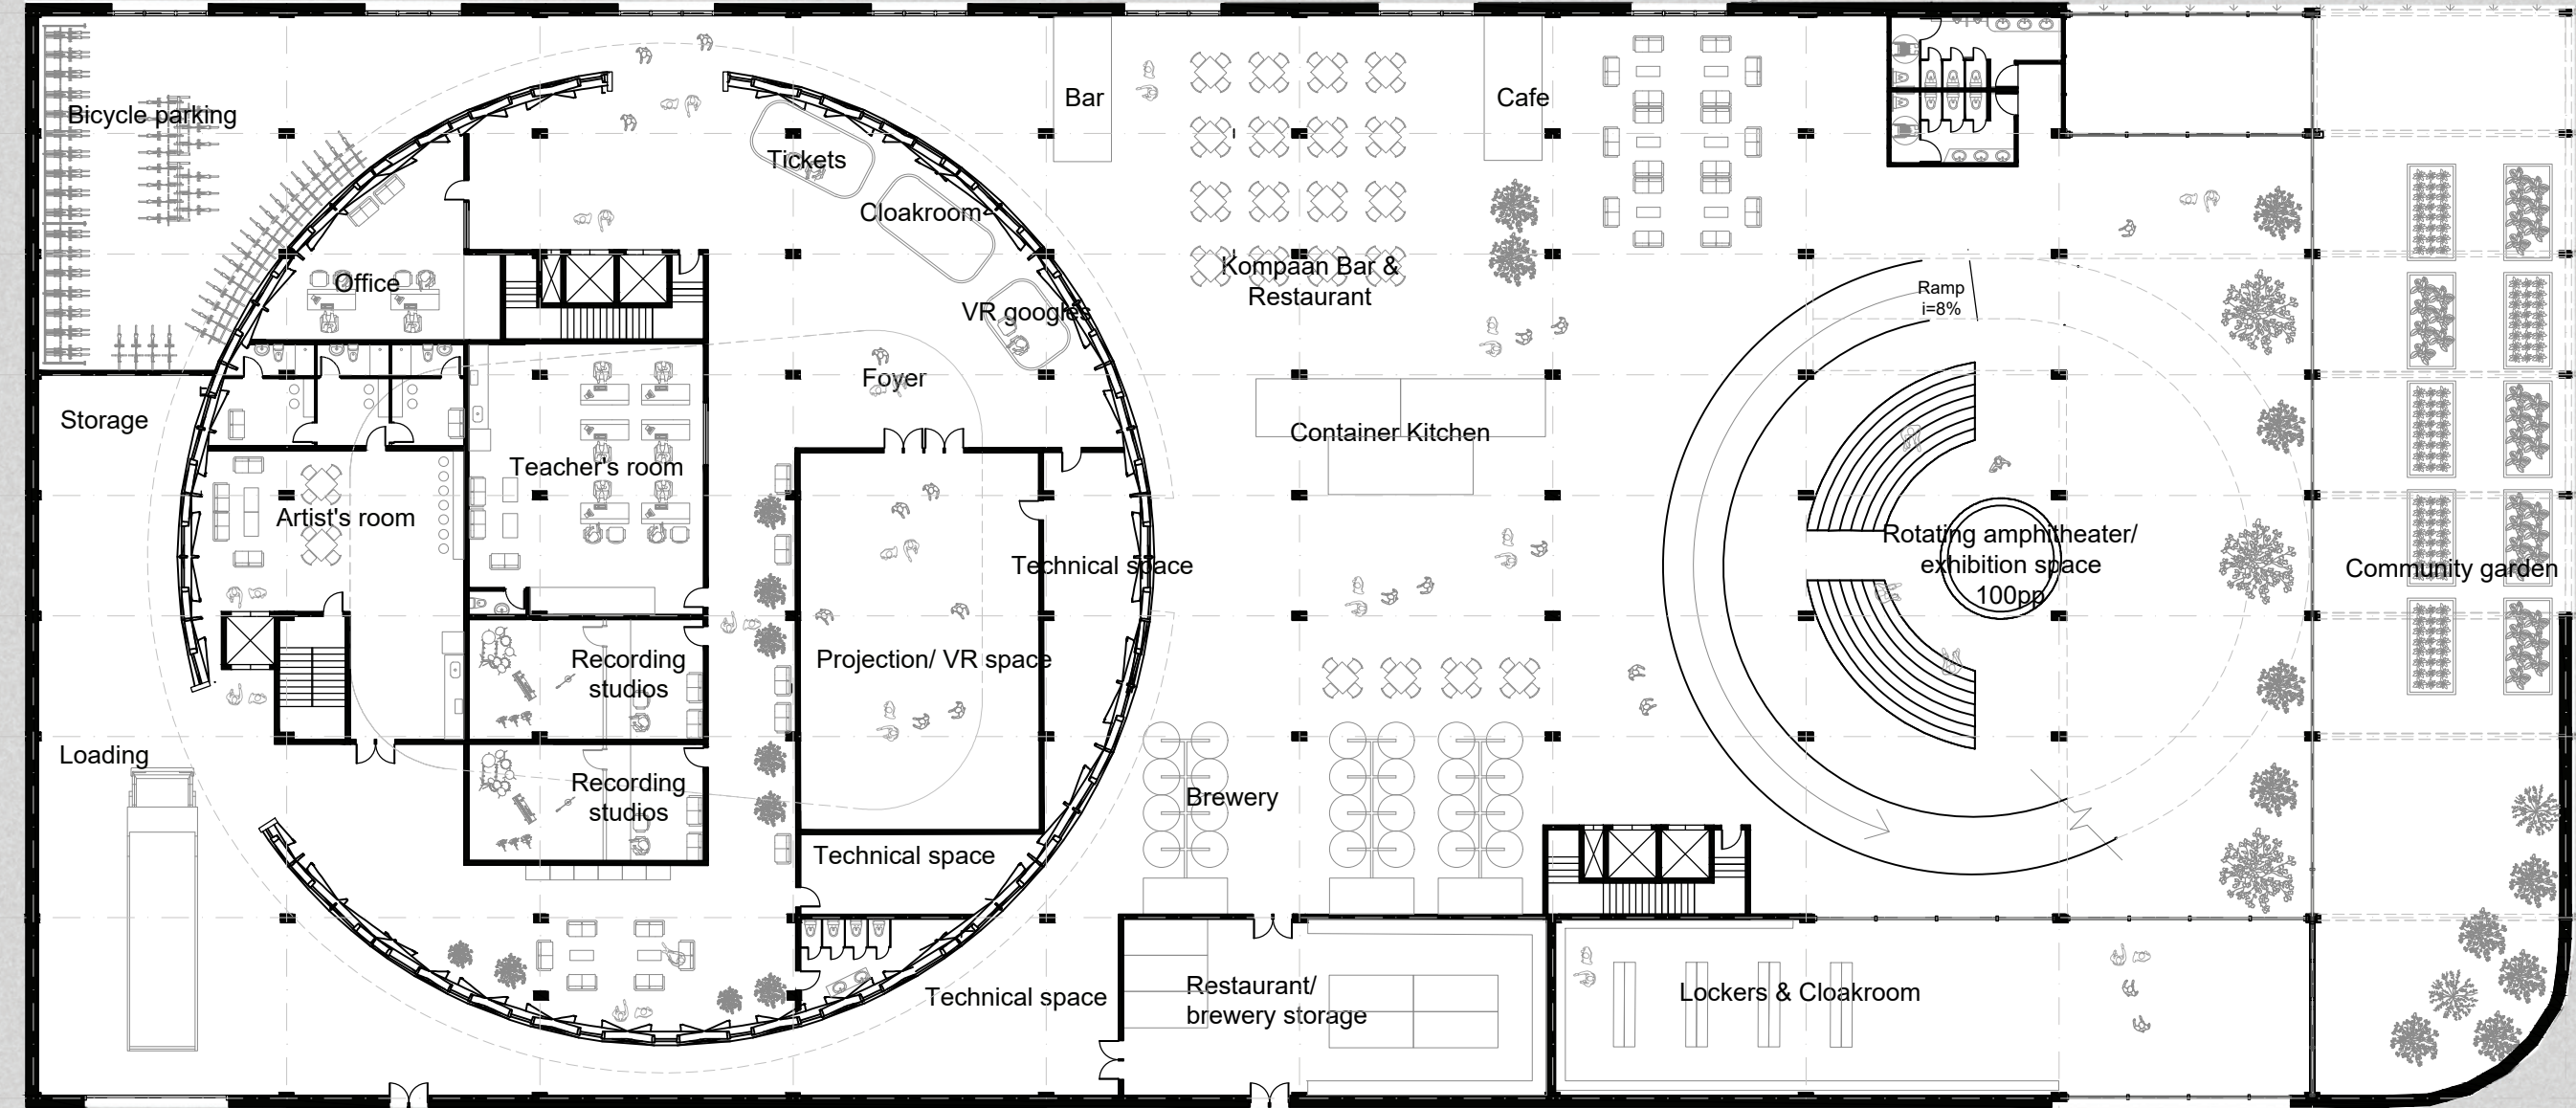 Bicycle parking
Bar
Cafe
Tickets
Cloakroom
Office
VR googles
Kompaan Bar &
Restaurant
Ramp
i=8%
Foyer
Storage
Container Kitchen
Teacher's room
Artist's room
Technical space
Rotating amphitheater/
exhibition space
100pp
Community garden
Recording
studios
Projection/ VR space
Loading
Recording
studios
Brewery
Technical space
Technical space
Restaurant/
brewery storage
Lockers & Cloakroom